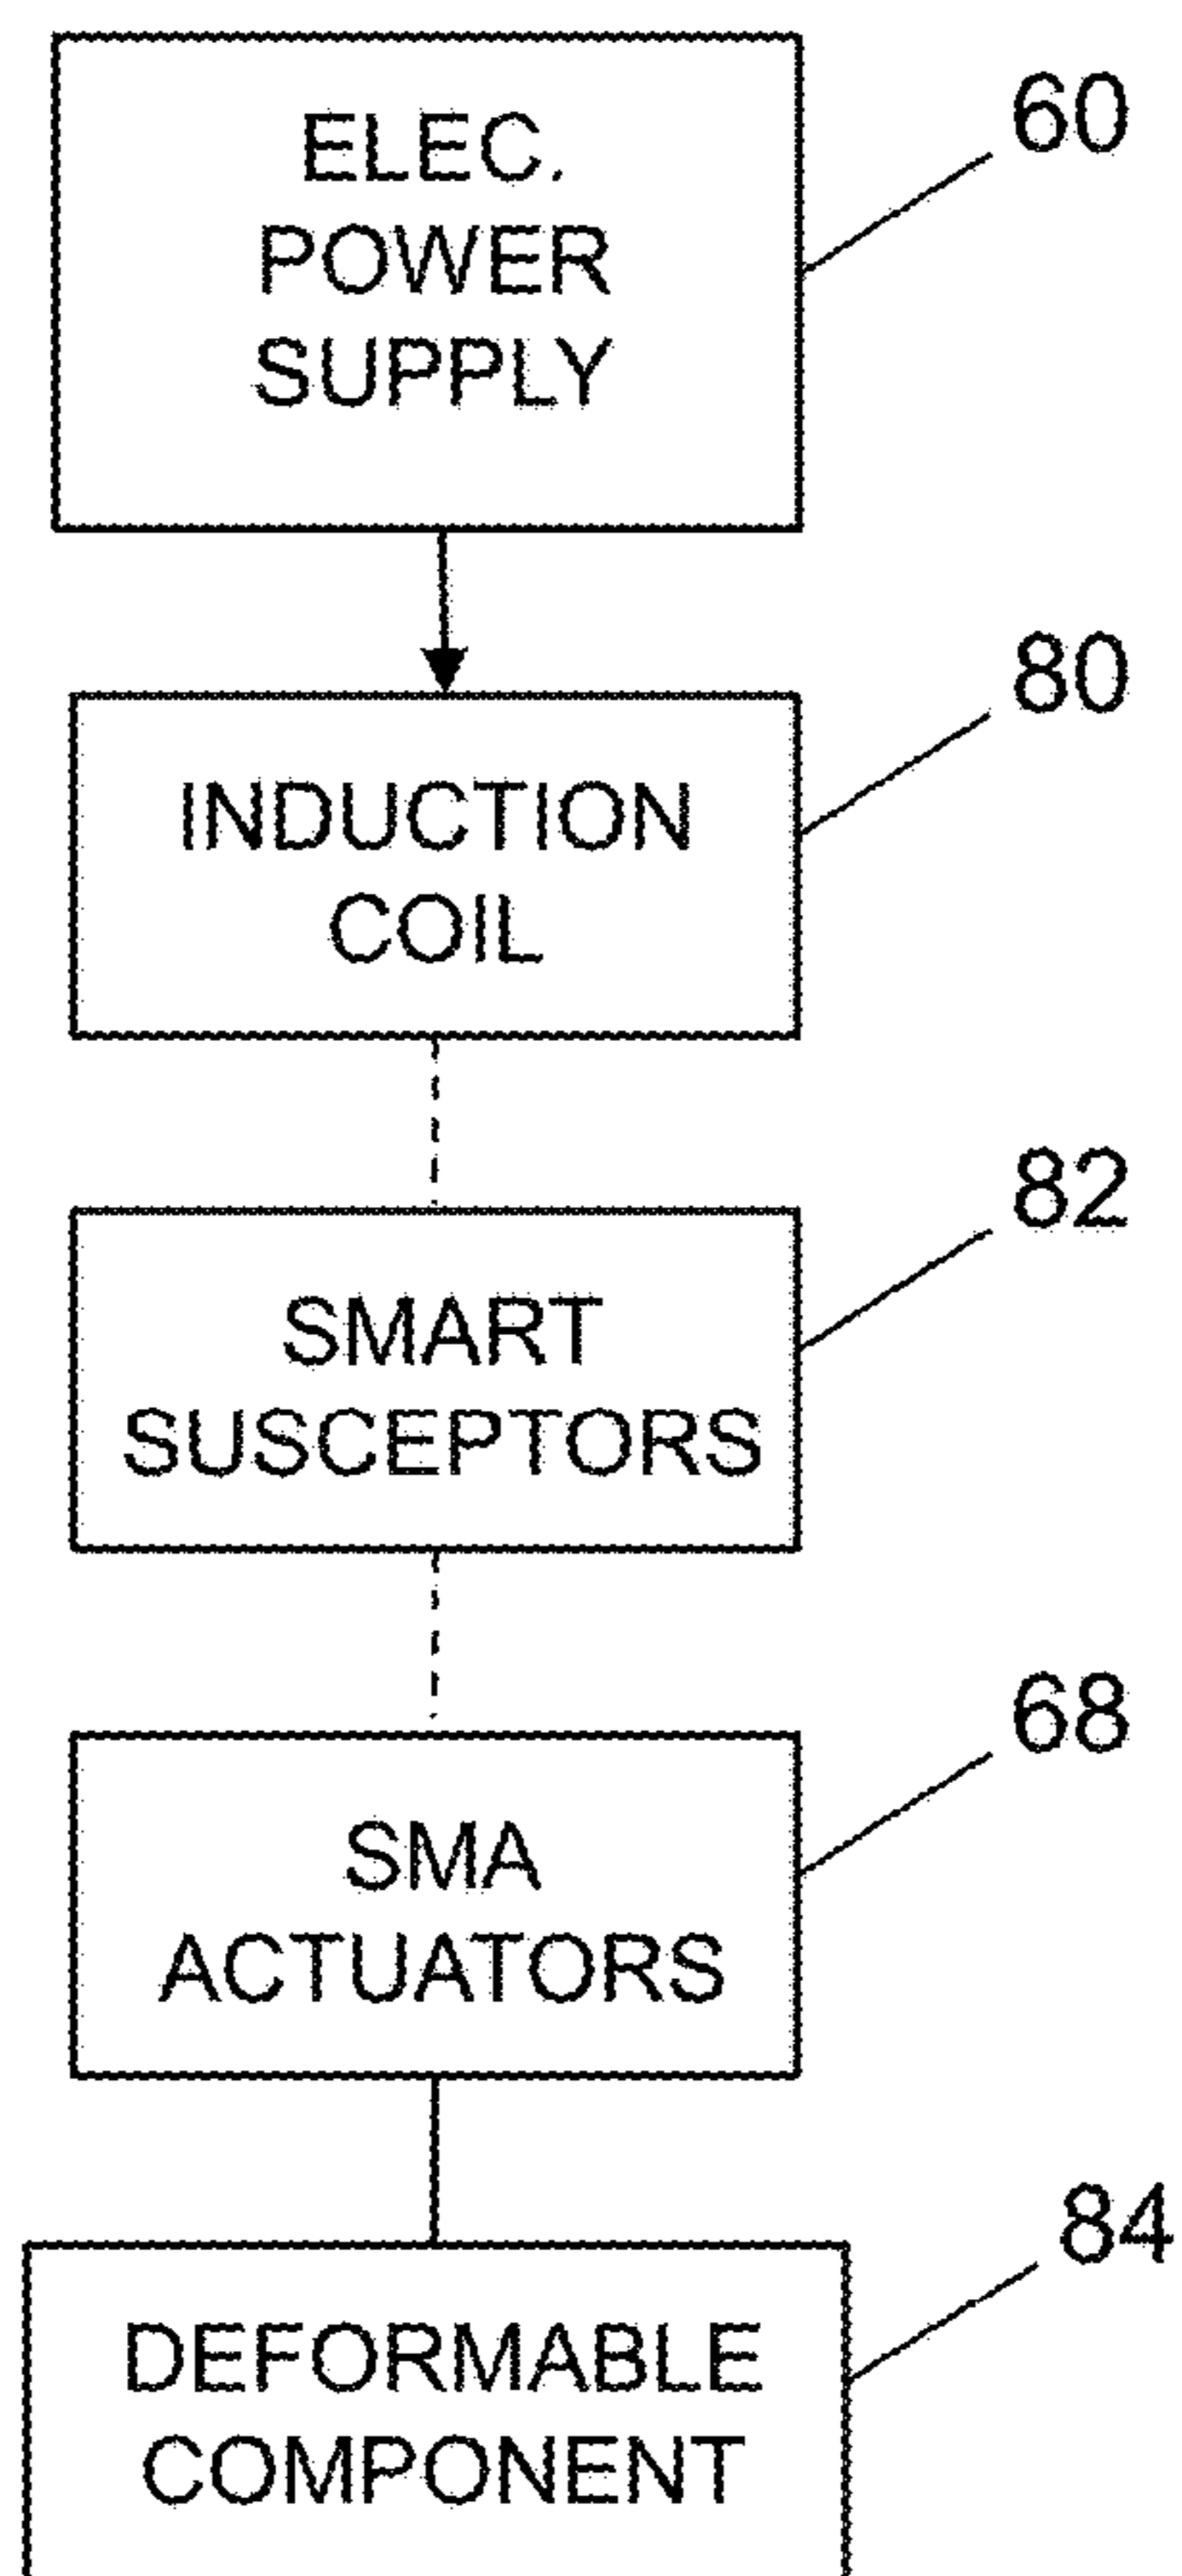 ELEC.
POWER
SUPPLY
60
INDUCTION
COIL
80
SMART
SUSCEPTORS
82
SMA
ACTUATORS
68
DEFORMABLE
COMPONENT
84